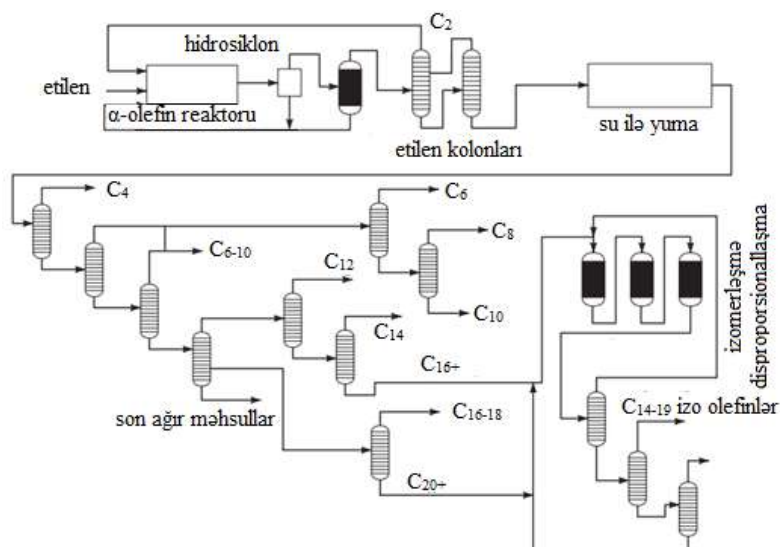 C2
hidrosiklon
etilen
α-olefin reaktoru
etilen kolonları
su ilə yuma
C4
C6
C8
C6-10
C12
C10
C14
C16+
izomerləşmə
disproporsionallaşma
son ağır məhsullar
C16-18
C14-19 izo olefinlər
C20+